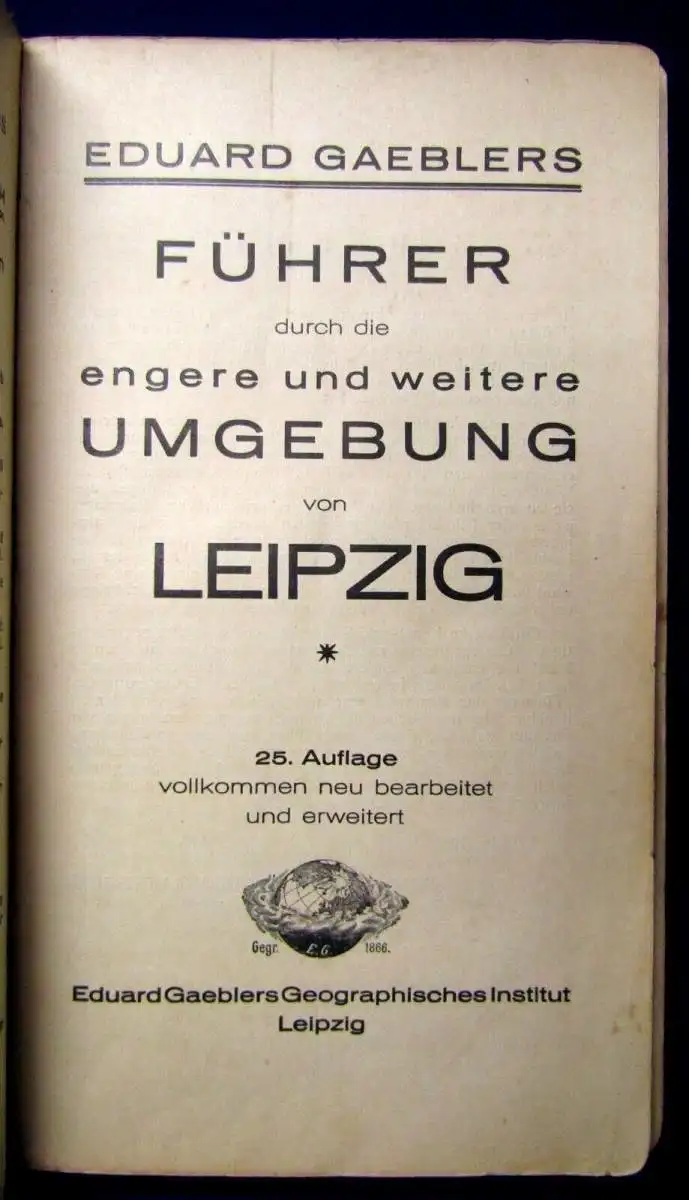 EDUARD GAEBLERS
FÜHRER
durch die
engere und weitere
UMGEBUNG
von
LEIPZIG
25. Auflage
vollkommen neu bearbeitet
und erweitert
Gegr. E.G. 1866.
Eduard Gaeblers Geographisches Institut
Leipzig